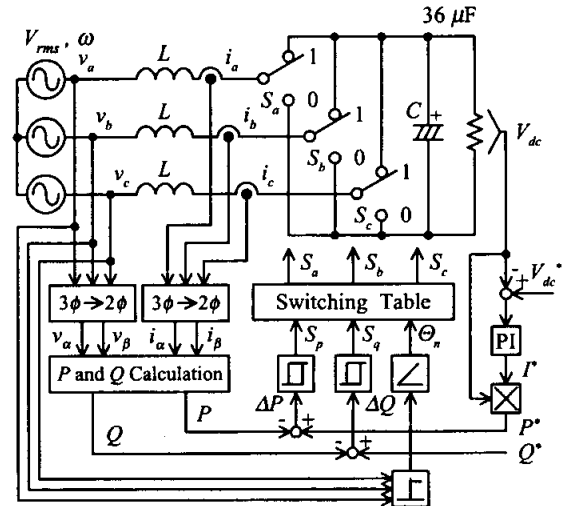 36 μF
V_rms, ω
v_a L i_a 1
S_a 0 C + V_dc
v_b L i_b 1
S_b 0
v_c L i_c 1
S_c 0
S_a S_b S_c - + V_dc*
3φ→2φ 3φ→2φ Switching Table
v_α v_β i_α i_β S_p S_q Θ_n PI
I*
P and Q Calculation
ΔP ΔQ
P - + P*
Q - + Q*